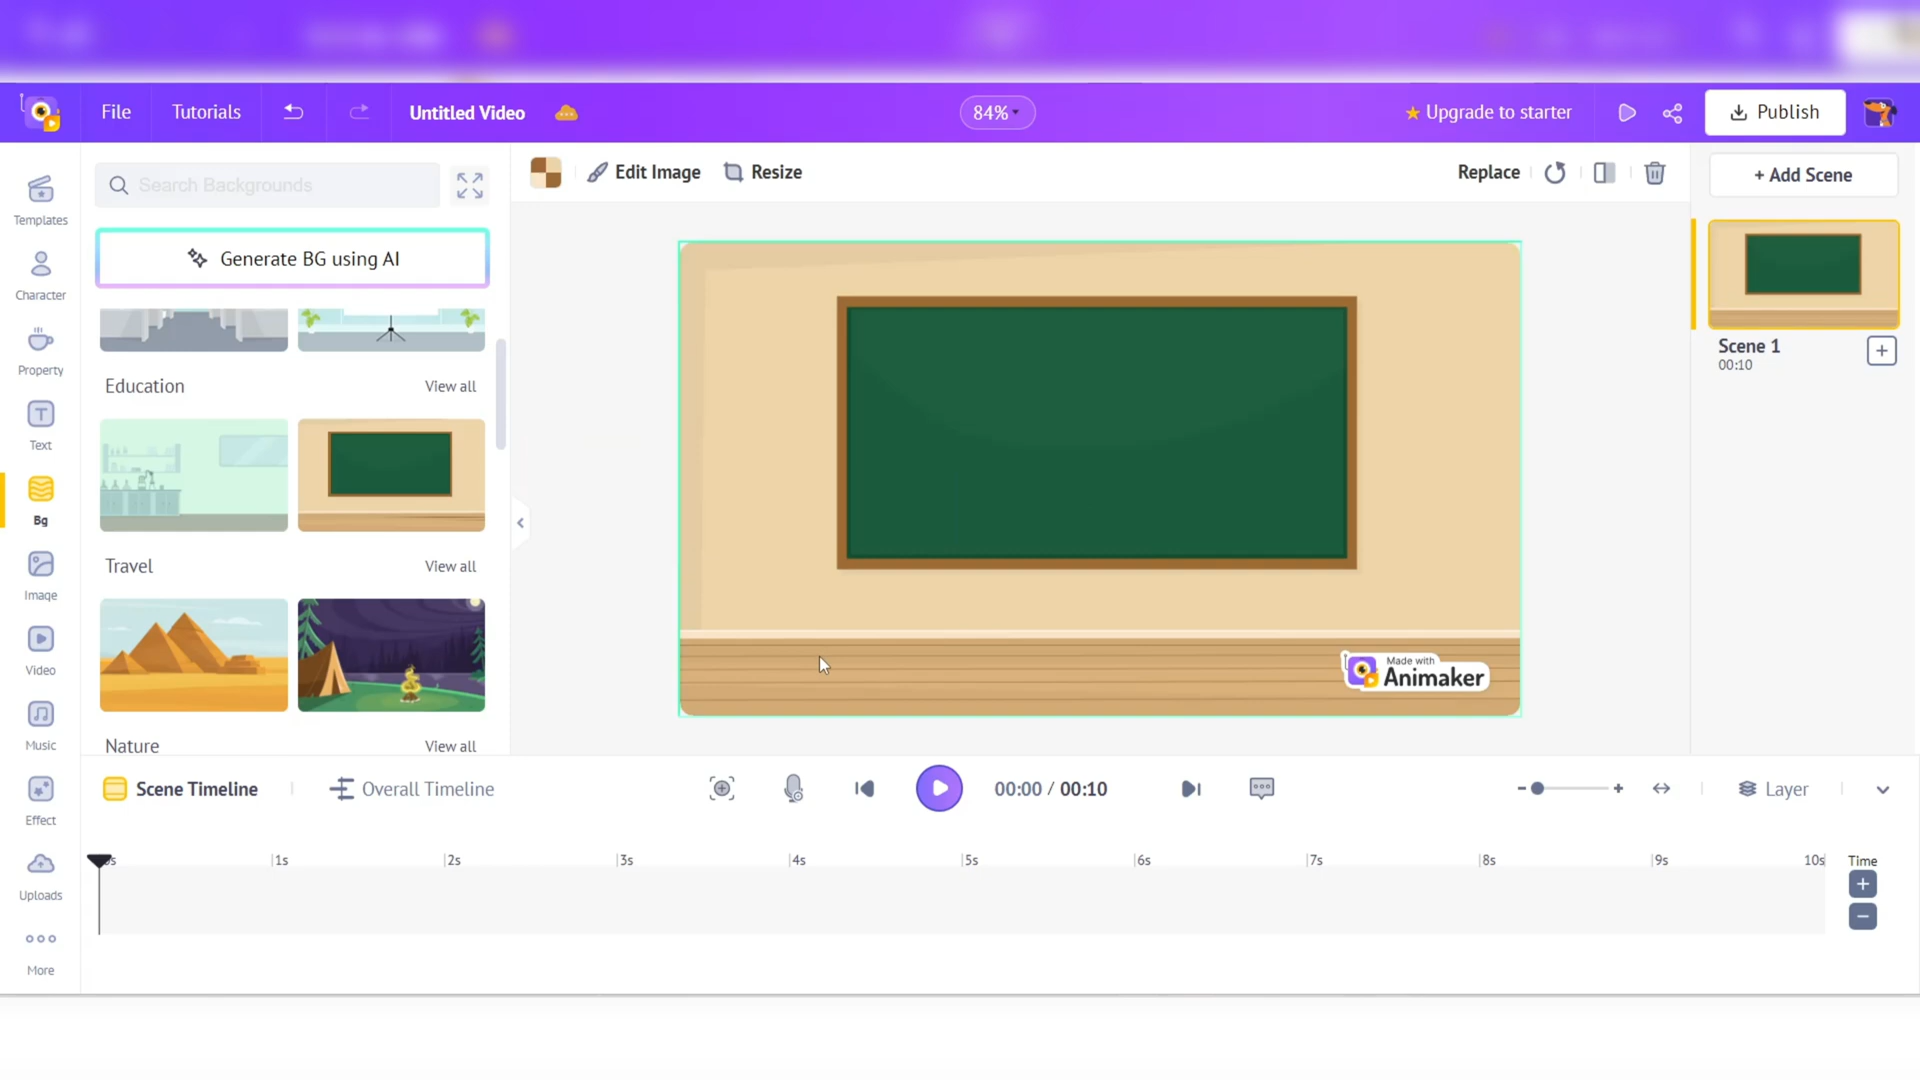 File
Tutorials
Untitled Video
84%
Upgrade to starter
Publish
Templates
Character
Property
Text
Bg
Image
Video
Music
Effect
Uploads
More
Search Backgrounds
Generate BG using AI
Education
View all
Travel
View all
Nature
View all
Edit Image
Resize
Replace
Made with
Animaker
+ Add Scene
Scene 1
00:10
Scene Timeline
Overall Timeline
00:00 / 00:10
Layer
1s
2s
3s
4s
5s
6s
7s
8s
9s
10s
Time